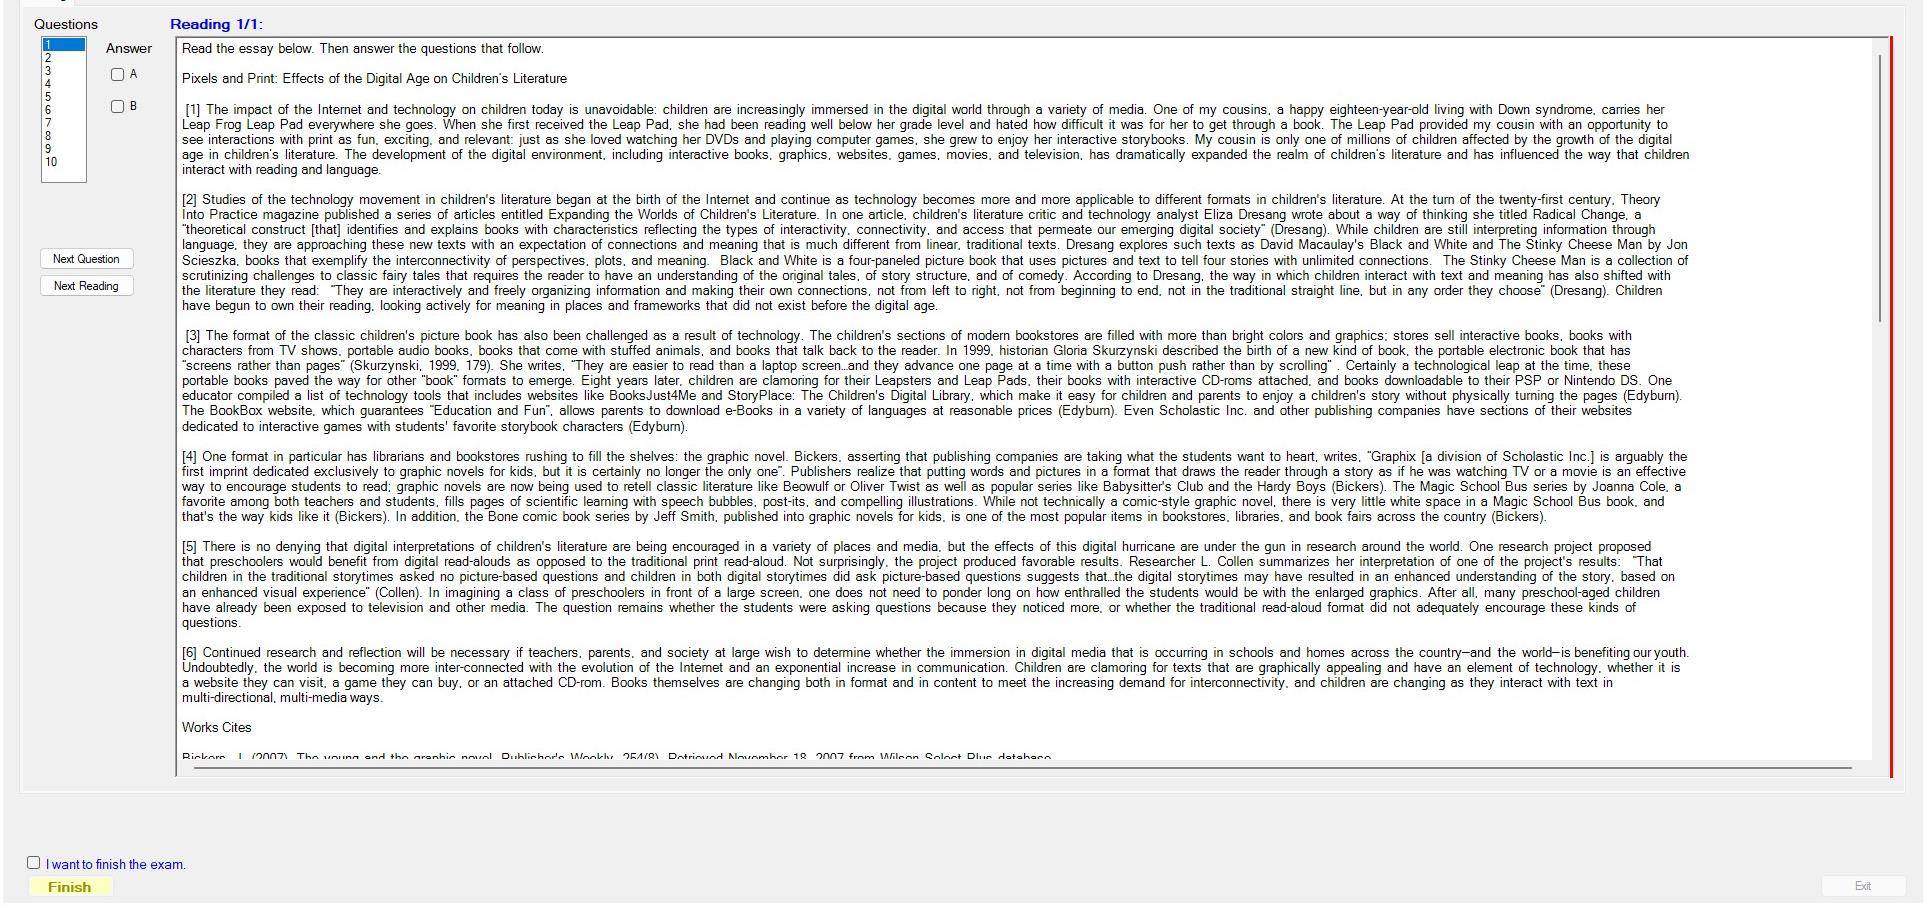 Questions
Reading 1/1:
1
2
3
4
5
6
7
8
9
10
Answer
A
B
Next Question
Next Reading
Read the essay below. Then answer the questions that follow.
Pixels and Print: Effects of the Digital Age on Children's Literature
[1] The impact of the Internet and technology on children today is unavoidable: children are increasingly immersed in the digital world through a variety of media. One of my cousins, a happy eighteen-year-old living with Down syndrome, carries her
Leap Frog Leap Pad everywhere she goes. When she first received the Leap Pad, she had been reading well below her grade level and hated how difficult it was for her to get through a book. The Leap Pad provided my cousin with an opportunity to
see interactions with print as fun, exciting, and relevant: just as she loved watching her DVDs and playing computer games, she grew to enjoy her interactive storybooks. My cousin is only one of millions of children affected by the growth of the digital
age in children's literature. The development of the digital environment, including interactive books, graphics, websites, games, movies, and television, has dramatically expanded the realm of children's literature and has influenced the way that children
interact with reading and language.
[2] Studies of the technology movement in children's literature began at the birth of the Internet and continue as technology becomes more and more applicable to different formats in children's literature. At the turn of the twenty-first century, Theory
Into Practice magazine published a series of articles entitled Expanding the Worlds of Children's Literature. In one article, children's literature critic and technology analyst Eliza Dresang wrote about a way of thinking she titled Radical Change, a
"theoretical construct [that] identifies and explains books with characteristics reflecting the types of interactivity, connectivity, and access that permeate our emerging digital society" (Dresang). While children are still interpreting information through
language, they are approaching these new texts with an expectation of connections and meaning that is much different from linear, traditional texts. Dresang explores such texts as David Macaulay's Black and White and The Stinky Cheese Man by Jon
Scieszka, books that exemplify the interconnectivity of perspectives, plots, and meaning. Black and White is a four-paneled picture book that uses pictures and text to tell four stories with unlimited connections. The Stinky Cheese Man is a collection of
scrutinizing challenges to classic fairy tales that requires the reader to have an understanding of the original tales, of story structure, and of comedy. According to Dresang, the way in which children interact with text and meaning has also shifted with
the literature they read: "They are interactively and freely organizing information and making their own connections, not from left to right, not from beginning to end, not in the traditional straight line, but in any order they choose" (Dresang). Children
have begun to own their reading, looking actively for meaning in places and frameworks that did not exist before the digital age.
[3] The format of the classic children's picture book has also been challenged as a result of technology. The children's sections of modern bookstores are filled with more than bright colors and graphics; stores sell interactive books, books with
characters from TV shows, portable audio books, books that come with stuffed animals, and books that talk back to the reader. In 1999, historian Gloria Skurzynski described the birth of a new kind of book, the portable electronic book that has
"screens rather than pages" (Skurzynski, 1999, 179). She writes, "They are easier to read than a laptop screen…and they advance one page at a time with a button push rather than by scrolling" . Certainly a technological leap at the time, these
portable books paved the way for other "book" formats to emerge. Eight years later, children are clamoring for their Leapsters and Leap Pads, their books with interactive CD-roms attached, and books downloadable to their PSP or Nintendo DS. One
educator compiled a list of technology tools that includes websites like BooksJust4Me and StoryPlace: The Children's Digital Library, which make it easy for children and parents to enjoy a children's story without physically turning the pages (Edyburn).
The BookBox website, which guarantees "Education and Fun", allows parents to download e-Books in a variety of languages at reasonable prices (Edyburn). Even Scholastic Inc. and other publishing companies have sections of their websites
dedicated to interactive games with students' favorite storybook characters (Edyburn).
[4] One format in particular has librarians and bookstores rushing to fill the shelves: the graphic novel. Bickers, asserting that publishing companies are taking what the students want to heart, writes, "Graphix [a division of Scholastic Inc.] is arguably the
first imprint dedicated exclusively to graphic novels for kids, but it is certainly no longer the only one". Publishers realize that putting words and pictures in a format that draws the reader through a story as if he was watching TV or a movie is an effective
way to encourage students to read; graphic novels are now being used to retell classic literature like Beowulf or Oliver Twist as well as popular series like Babysitter's Club and the Hardy Boys (Bickers). The Magic School Bus series by Joanna Cole, a
favorite among both teachers and students, fills pages of scientific learning with speech bubbles, post-its, and compelling illustrations. While not technically a comic-style graphic novel, there is very little white space in a Magic School Bus book, and
that's the way kids like it (Bickers). In addition, the Bone comic book series by Jeff Smith, published into graphic novels for kids, is one of the most popular items in bookstores, libraries, and book fairs across the country (Bickers).
[5] There is no denying that digital interpretations of children's literature are being encouraged in a variety of places and media, but the effects of this digital hurricane are under the gun in research around the world. One research project proposed
that preschoolers would benefit from digital read-alouds as opposed to the traditional print read-aloud. Not surprisingly, the project produced favorable results. Researcher L. Collen summarizes her interpretation of one of the project's results: "That
children in the traditional storytimes asked no picture-based questions and children in both digital storytimes did ask picture-based questions suggests that…the digital storytimes may have resulted in an enhanced understanding of the story, based on
an enhanced visual experience" (Collen). In imagining a class of preschoolers in front of a large screen, one does not need to ponder long on how enthralled the students would be with the enlarged graphics. After all, many preschool-aged children
have already been exposed to television and other media. The question remains whether the students were asking questions because they noticed more, or whether the traditional read-aloud format did not adequately encourage these kinds of
questions.
[6] Continued research and reflection will be necessary if teachers, parents, and society at large wish to determine whether the immersion in digital media that is occurring in schools and homes across the country—and the world—is benefiting our youth.
Undoubtedly, the world is becoming more inter-connected with the evolution of the Internet and an exponential increase in communication. Children are clamoring for texts that are graphically appealing and have an element of technology, whether it is
a website they can visit, a game they can buy, or an attached CD-rom. Books themselves are changing both in format and in content to meet the increasing demand for interconnectivity, and children are changing as they interact with text in
multi-directional, multi-media ways.
Works Cites
Bickers, J. (2007). The young and the graphic novel. Publisher's Weekly, 254(8). Retrieved November 18, 2007 from Wilson Select Plus database.
I want to finish the exam.
Finish
Exit